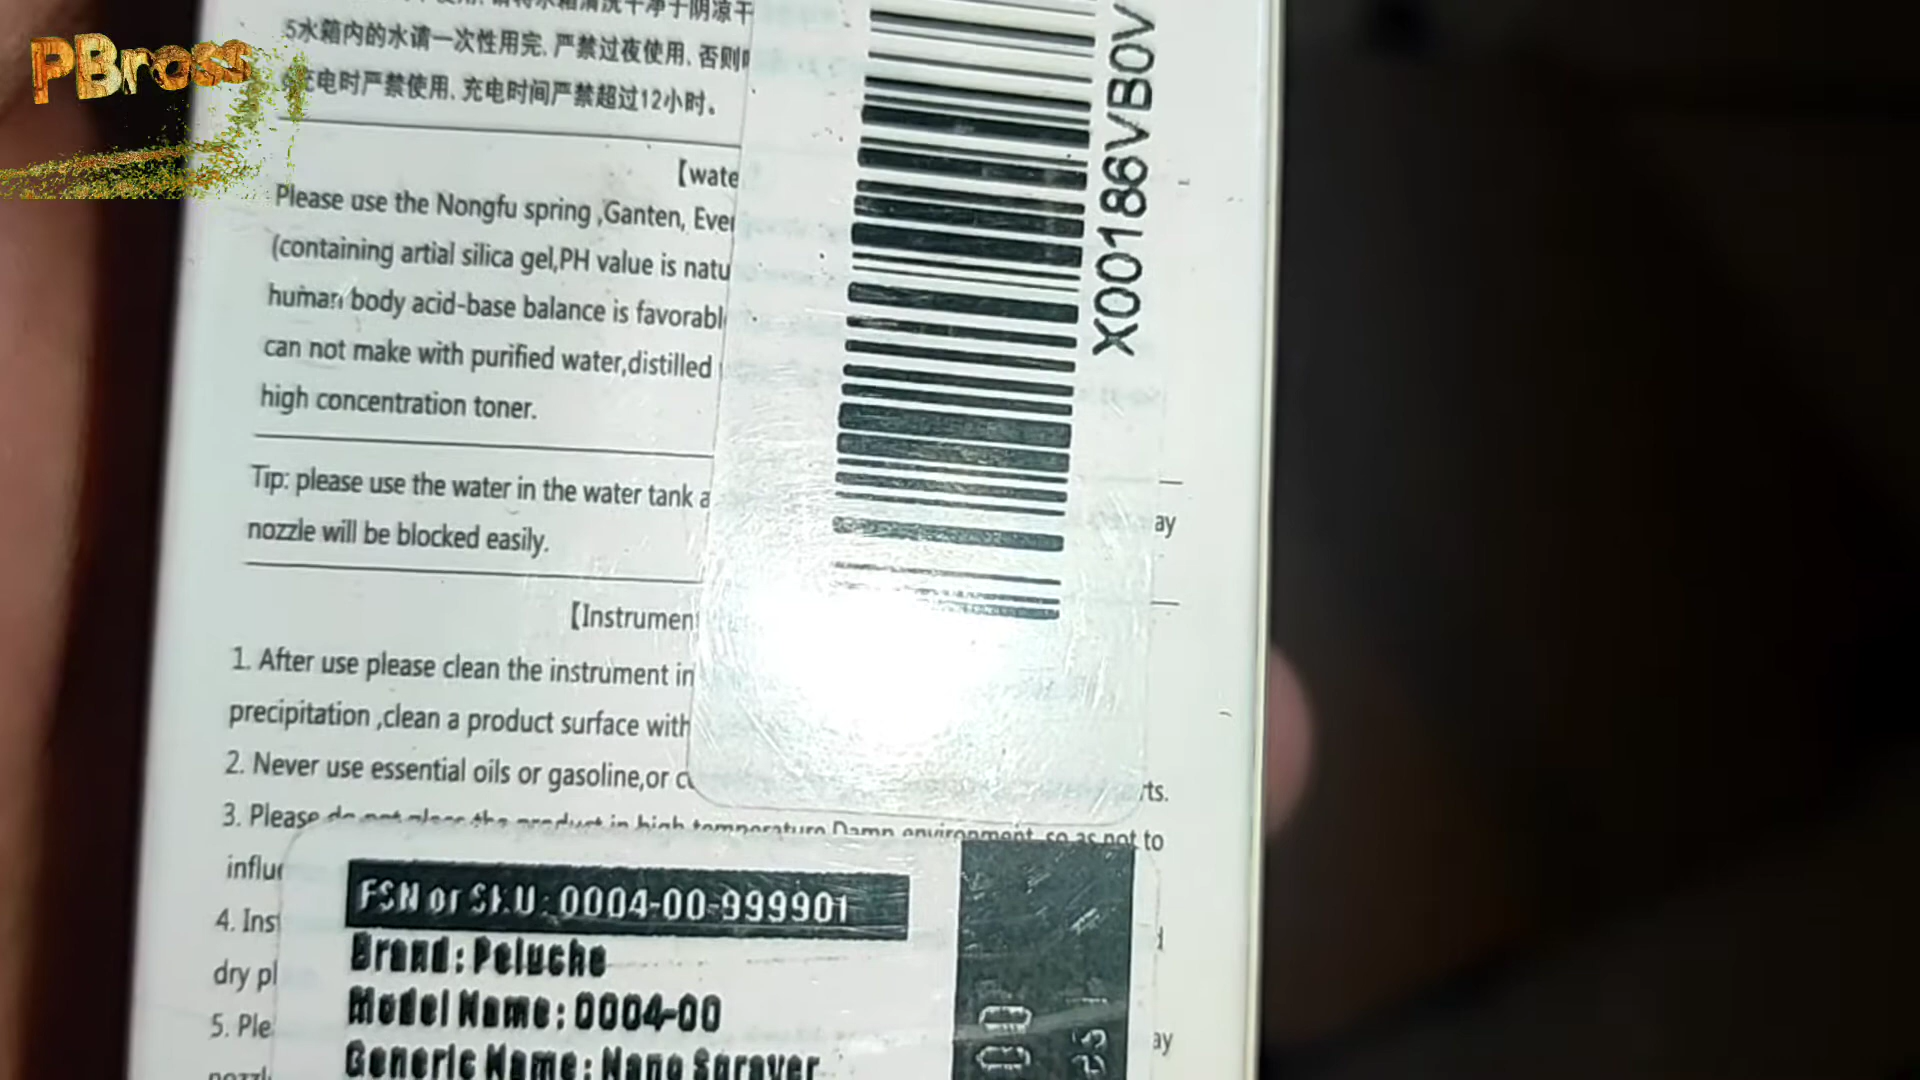 PBross
5水箱内的水请一次性用完,严禁过夜使用,否则
充电时严禁使用,充电时间严禁超过12小时。
【wate
Please use the Nongfu spring ,Ganten, Ever
(containing artial silica gel,PH value is natu
human body acid-base balance is favorabl
can not make with purified water,distilled
high concentration toner.
Tip: please use the water in the water tank a
ay
nozzle will be blocked easily.
【Instrument
1. After use please clean the instrument in
precipitation ,clean a product surface with
2. Never use essential oils or gasoline,or c
rts.
3. Please do not place the product in high temperature Damp environment, so as not to
influ
4. Ins
dry pl
5. Ple
ay
X00186VB0V
FSN or SKU: 0004-00-999901
Brand: Peluche
Model Name: 0004-00
Generic Name: Nano Sprayer
00